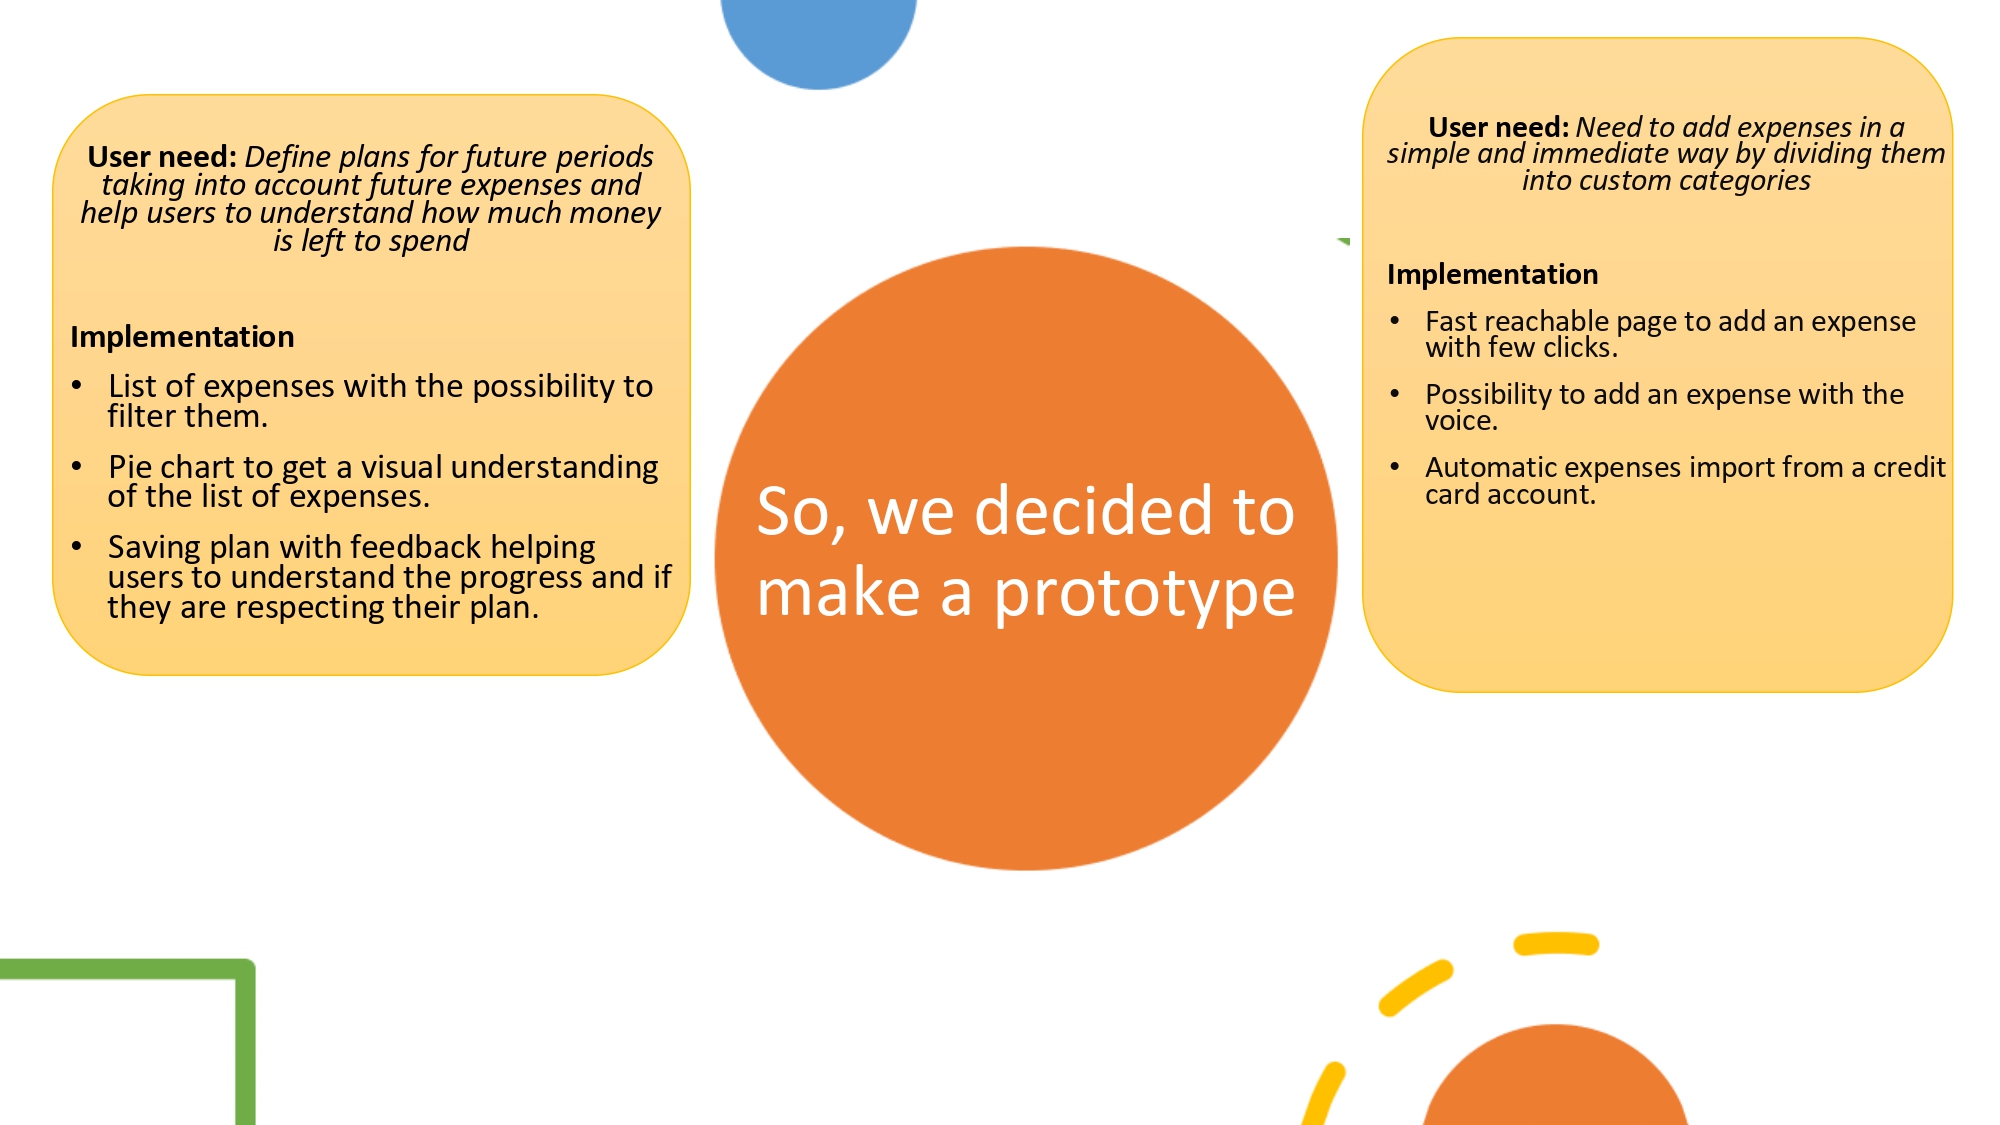 User need: Define plans for future periods
taking into account future expenses and
help users to understand how much money
is left to spend
Implementation
• List of expenses with the possibility to
filter them.
• Pie chart to get a visual understanding
of the list of expenses.
• Saving plan with feedback helping
users to understand the progress and if
they are respecting their plan.
So, we decided to
make a prototype
User need: Need to add expenses in a
simple and immediate way by dividing them
into custom categories
Implementation
• Fast reachable page to add an expense
with few clicks.
• Possibility to add an expense with the
voice.
• Automatic expenses import from a credit
card account.